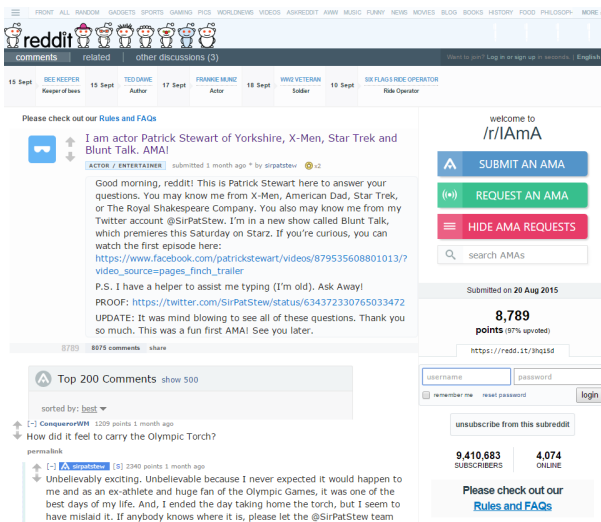 FRONT ALL RANDOM GADGETS SPORTS GAMING PICS WORLDNEWS VIDEOS ASKREDDIT AWW MUSIC FUNNY NEWS MOVIES BLOG BOOKS HISTORY FOOD PHILOSOPH- MORE
reddit
comments related other discussions (3)
Want to join? Log in or sign up in seconds. | English
15 Sept BEE KEEPER Keeper of bees
15 Sept TED DAWE Author
17 Sept FRANKIE MUNIZ Actor
18 Sept WW2 VETERAN Soldier
10 Sept SIX FLAGS RIDE OPERATOR Ride Operator
Please check out our Rules and FAQs
I am actor Patrick Stewart of Yorkshire, X-Men, Star Trek and
Blunt Talk. AMA!
ACTOR / ENTERTAINER submitted 1 month ago * by sirpatstew x2
Good morning, reddit! This is Patrick Stewart here to answer your
questions. You may know me from X-Men, American Dad, Star Trek,
or The Royal Shakespeare Company. You also may know me from my
Twitter account @SirPatStew. I'm in a new show called Blunt Talk,
which premieres this Saturday on Starz. If you're curious, you can
watch the first episode here:
https://www.facebook.com/patrickstewart/videos/879535608801013/?
video_source=pages_finch_trailer
P.S. I have a helper to assist me typing (I'm old). Ask Away!
PROOF: https://twitter.com/SirPatStew/status/634372330765033472
UPDATE: It was mind blowing to see all of these questions. Thank you
so much. This was a fun first AMA! See you later.
8789 8075 comments share
Top 200 Comments show 500
sorted by: best
[-] ConquerorWM 1209 points 1 month ago
How did it feel to carry the Olympic Torch?
permalink
[-] sirpatstew [S] 2340 points 1 month ago
Unbelievably exciting. Unbelievable because I never expected it would happen to
me and as an ex-athlete and huge fan of the Olympic Games, it was one of the
best days of my life. And, I ended the day taking home the torch, but I seem to
have mislaid it. If anybody knows where it is, please let the @SirPatStew team
welcome to
/r/IAmA
SUBMIT AN AMA
REQUEST AN AMA
HIDE AMA REQUESTS
search AMAs
Submitted on 20 Aug 2015
8,789
points (97% upvoted)
https://redd.it/3hqi5d
username password
remember me reset password login
unsubscribe from this subreddit
9,410,683 4,074
SUBSCRIBERS ONLINE
Please check out our
Rules and FAQs